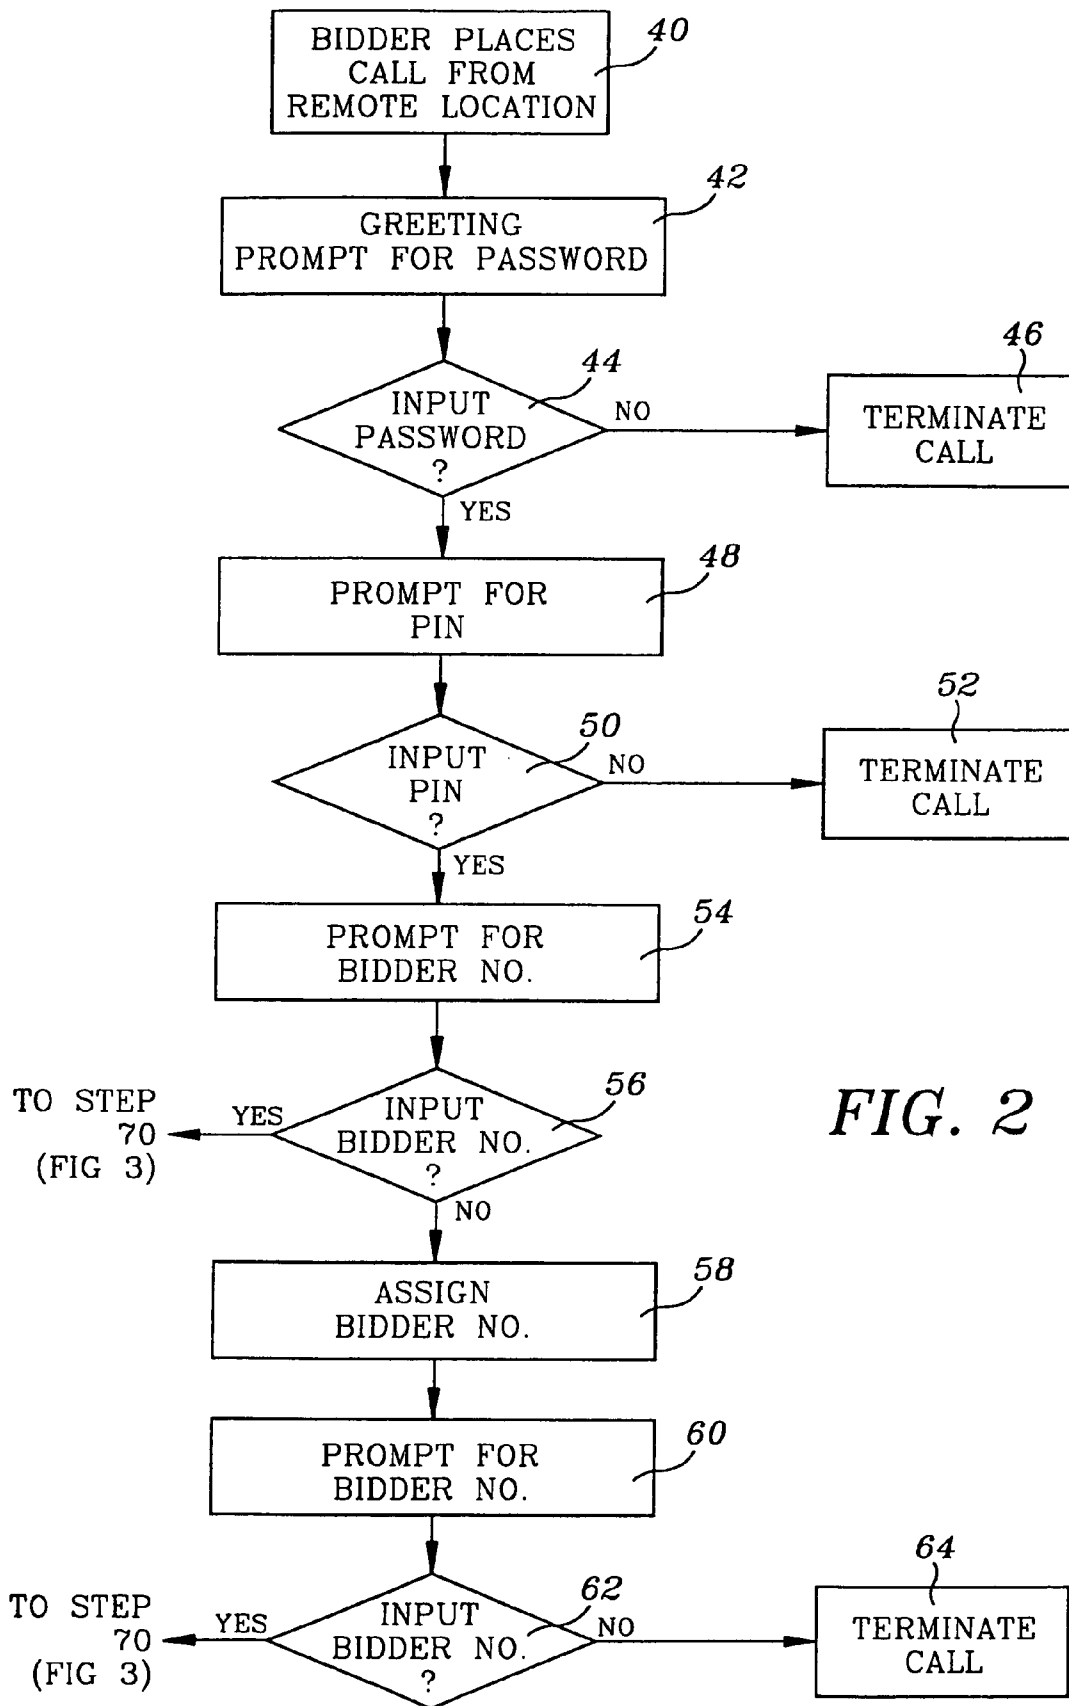 BIDDER PLACES
CALL FROM
REMOTE LOCATION
40
42
GREETING
PROMPT FOR PASSWORD
44
INPUT
PASSWORD
?
NO
46
TERMINATE
CALL
YES
48
PROMPT FOR
PIN
50
INPUT
PIN
?
NO
52
TERMINATE
CALL
YES
54
PROMPT FOR
BIDDER NO.
56
INPUT
BIDDER NO.
?
YES
TO STEP
70
(FIG 3)
FIG. 2
NO
58
ASSIGN
BIDDER NO.
60
PROMPT FOR
BIDDER NO.
62
INPUT
BIDDER NO.
?
YES
TO STEP
70
(FIG 3)
NO
64
TERMINATE
CALL